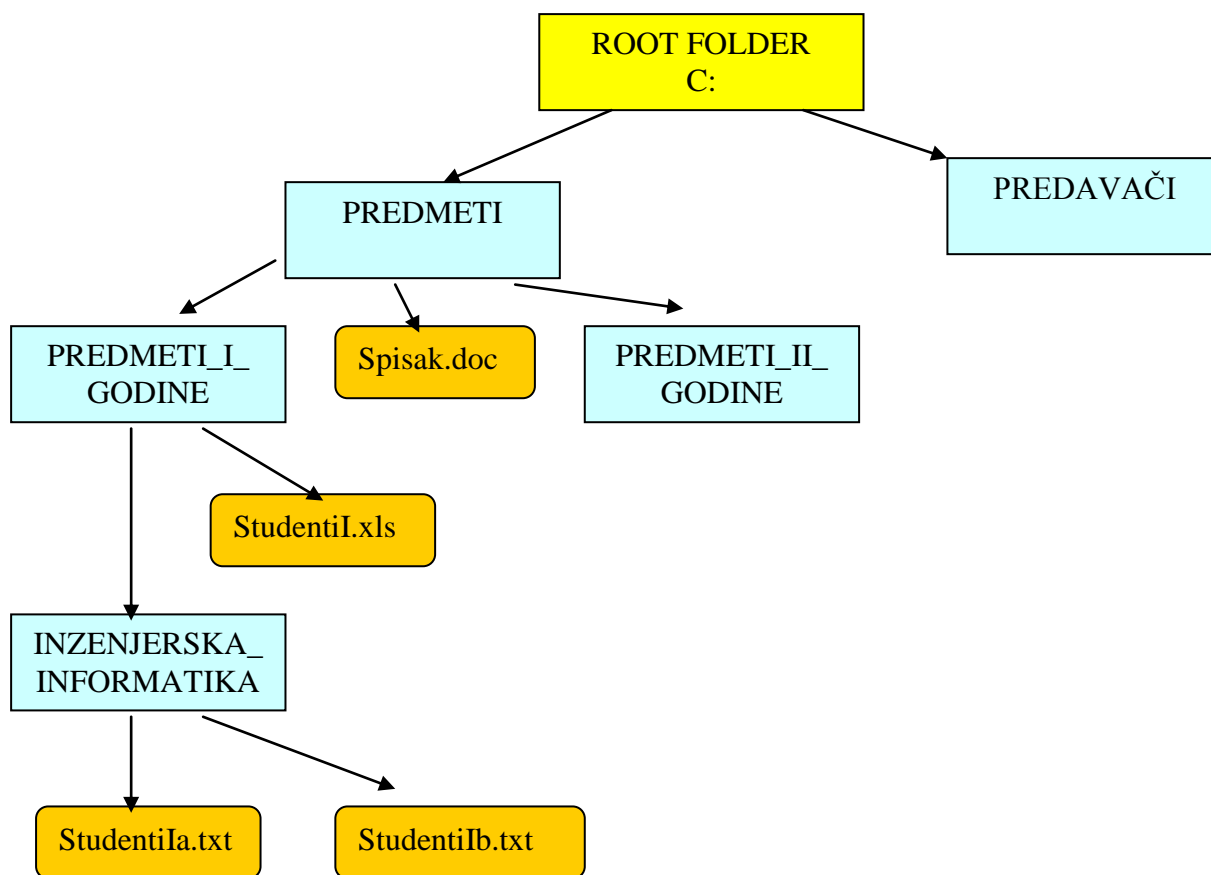 ROOT FOLDER
C:
PREDAVAČI
PREDMETI
PREDMETI_I_
GODINE
Spisak.doc
PREDMETI_II_
GODINE
StudentiI.xls
INZENJERSKA_
INFORMATIKA
StudentiIa.txt
StudentiIb.txt